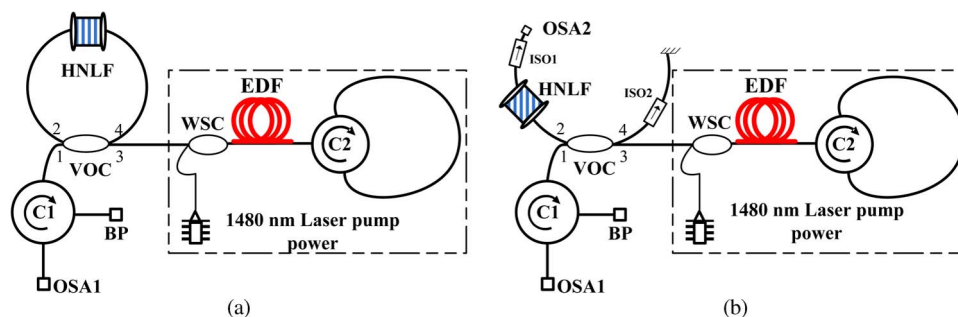 HNLF
EDF
WSC
2
4
1
3
VOC
C2
C1
BP
1480 nm Laser pump
power
OSA1
(a)
OSA2
ISO1
HNLF
ISO2
EDF
WSC
2
4
1
3
VOC
C2
C1
BP
1480 nm Laser pump
power
OSA1
(b)